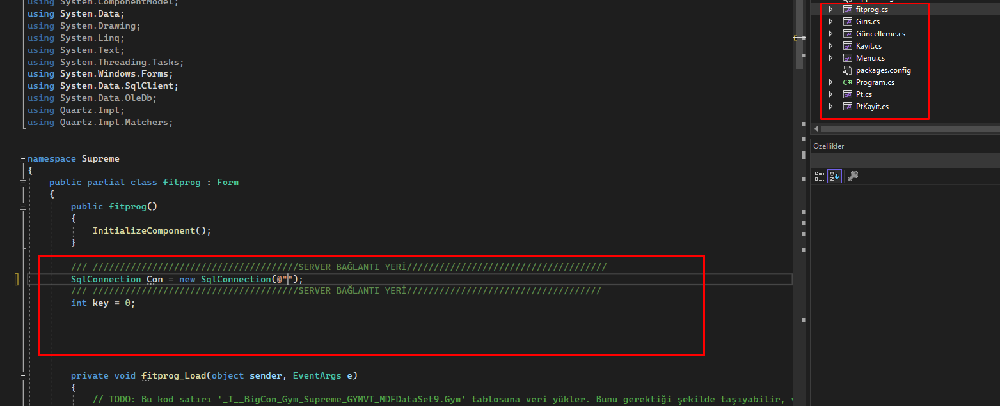 using System.ComponentModel;
using System.Data;
using System.Drawing;
using System.Linq;
using System.Text;
using System.Threading.Tasks;
using System.Windows.Forms;
using System.Data.SqlClient;
using System.Data.OleDb;
using Quartz.Impl;
using Quartz.Impl.Matchers;
namespace Supreme
{
public partial class fitprog : Form
{
public fitprog()
{
InitializeComponent();
}
/// //////////////////////////////////////SERVER BAĞLANTI YERİ/////////////////////////////////////
SqlConnection Con = new SqlConnection(@"");
/// //////////////////////////////////////SERVER BAĞLANTI YERİ////////////////////////////////////
int key = 0;
private void fitprog_Load(object sender, EventArgs e)
{
// TODO: Bu kod satırı '_I__BigCon_Gym_Supreme_GYMVT_MDFDataSet9.Gym' tablosuna veri yükler. Bunu gerektiği şekilde taşıyabilir,
fitprog.cs
Giris.cs
Güncelleme.cs
Kayit.cs
Menu.cs
packages.config
C# Program.cs
Pt.cs
PtKayit.cs
Özellikler